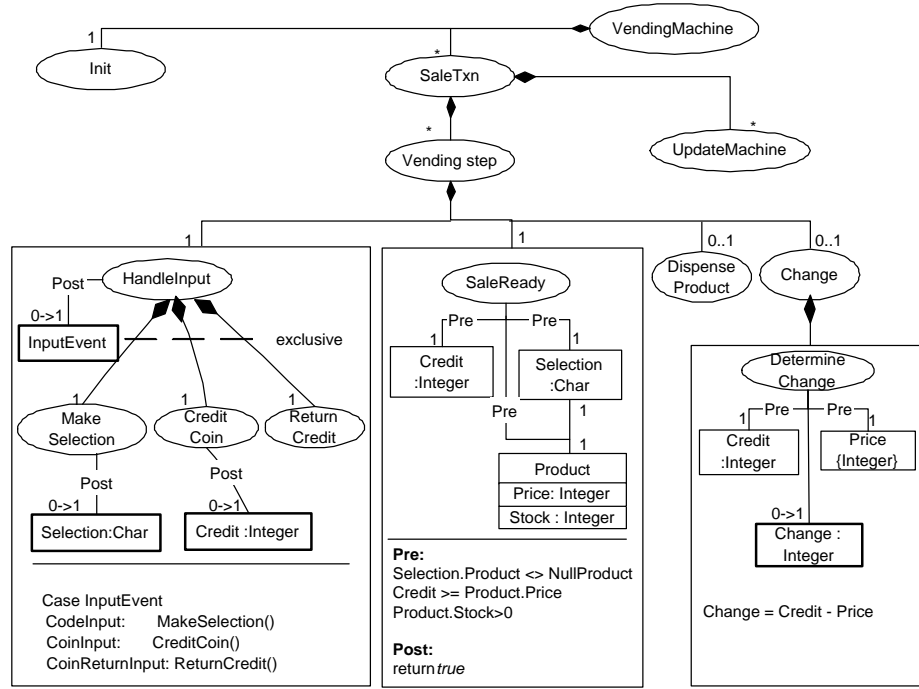 VendingMachine
1
Init
*
SaleTxn
*
Vending step
*
UpdateMachine
1
1
0..1
0..1
HandleInput
Post
0->1
InputEvent
exclusive
1
Make
Selection
1
Credit
Coin
1
Return
Credit
Post
0->1
Selection:Char
Post
0->1
Credit :Integer
Case InputEvent
CodeInput: MakeSelection()
CoinInput: CreditCoin()
CoinReturnInput: ReturnCredit()
SaleReady
Pre
Pre
1
Credit
:Integer
1
Selection
:Char
Pre
1
1
Product
Price: Integer
Stock : Integer
Pre:
Selection.Product <> NullProduct
Credit >= Product.Price
Product.Stock>0
Post:
return true
Dispense
Product
Change
Determine
Change
Pre
Pre
1
Credit
:Integer
1
Price
{Integer}
0->1
Change :
Integer
Change = Credit - Price